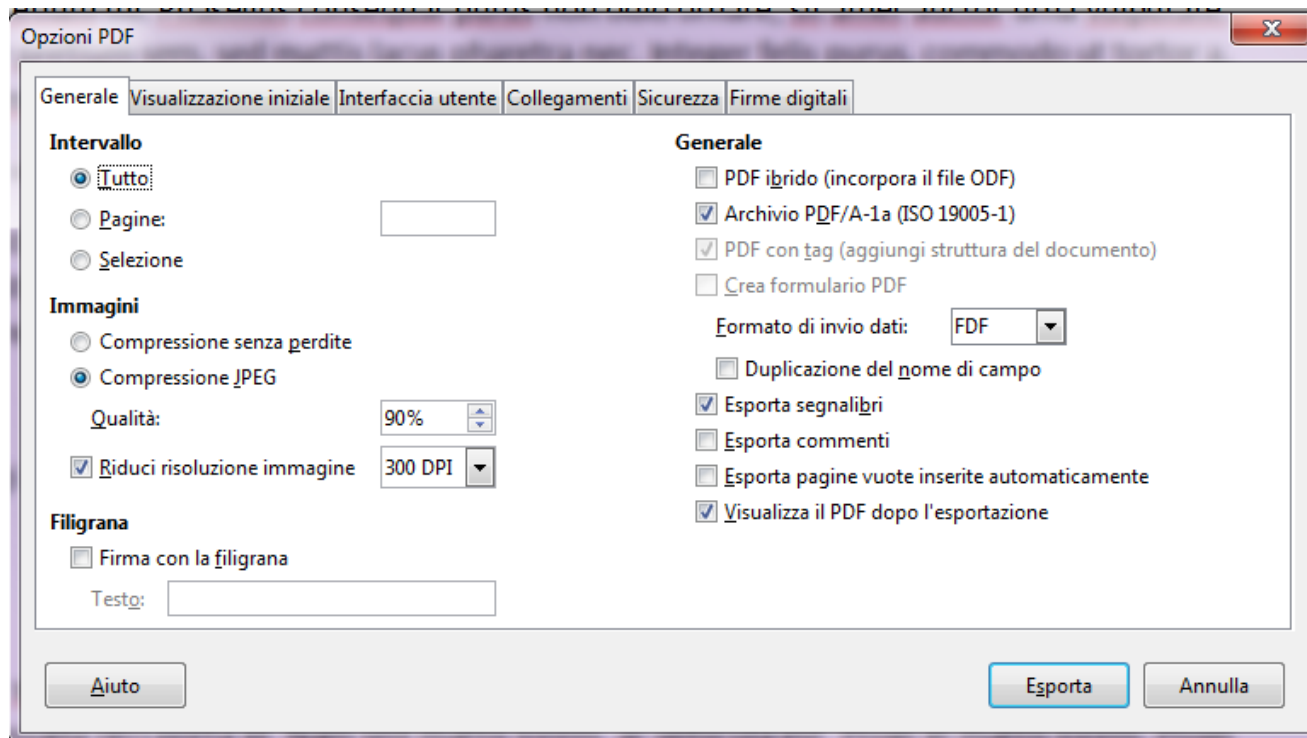 Opzioni PDF
Generale Visualizzazione iniziale Interfaccia utente Collegamenti Sicurezza Firme digitali
Intervallo
Tutto
Pagine:
Selezione
Immagini
Compressione senza perdite
Compressione JPEG
Qualità: 90%
Riduci risoluzione immagine 300 DPI
Filigrana
Firma con la filigrana
Testo:
Generale
PDF ibrido (incorpora il file ODF)
Archivio PDF/A-1a (ISO 19005-1)
PDF con tag (aggiungi struttura del documento)
Crea formulario PDF
Formato di invio dati: FDF
Duplicazione del nome di campo
Esporta segnalibri
Esporta commenti
Esporta pagine vuote inserite automaticamente
Visualizza il PDF dopo l'esportazione
Aiuto Esporta Annulla